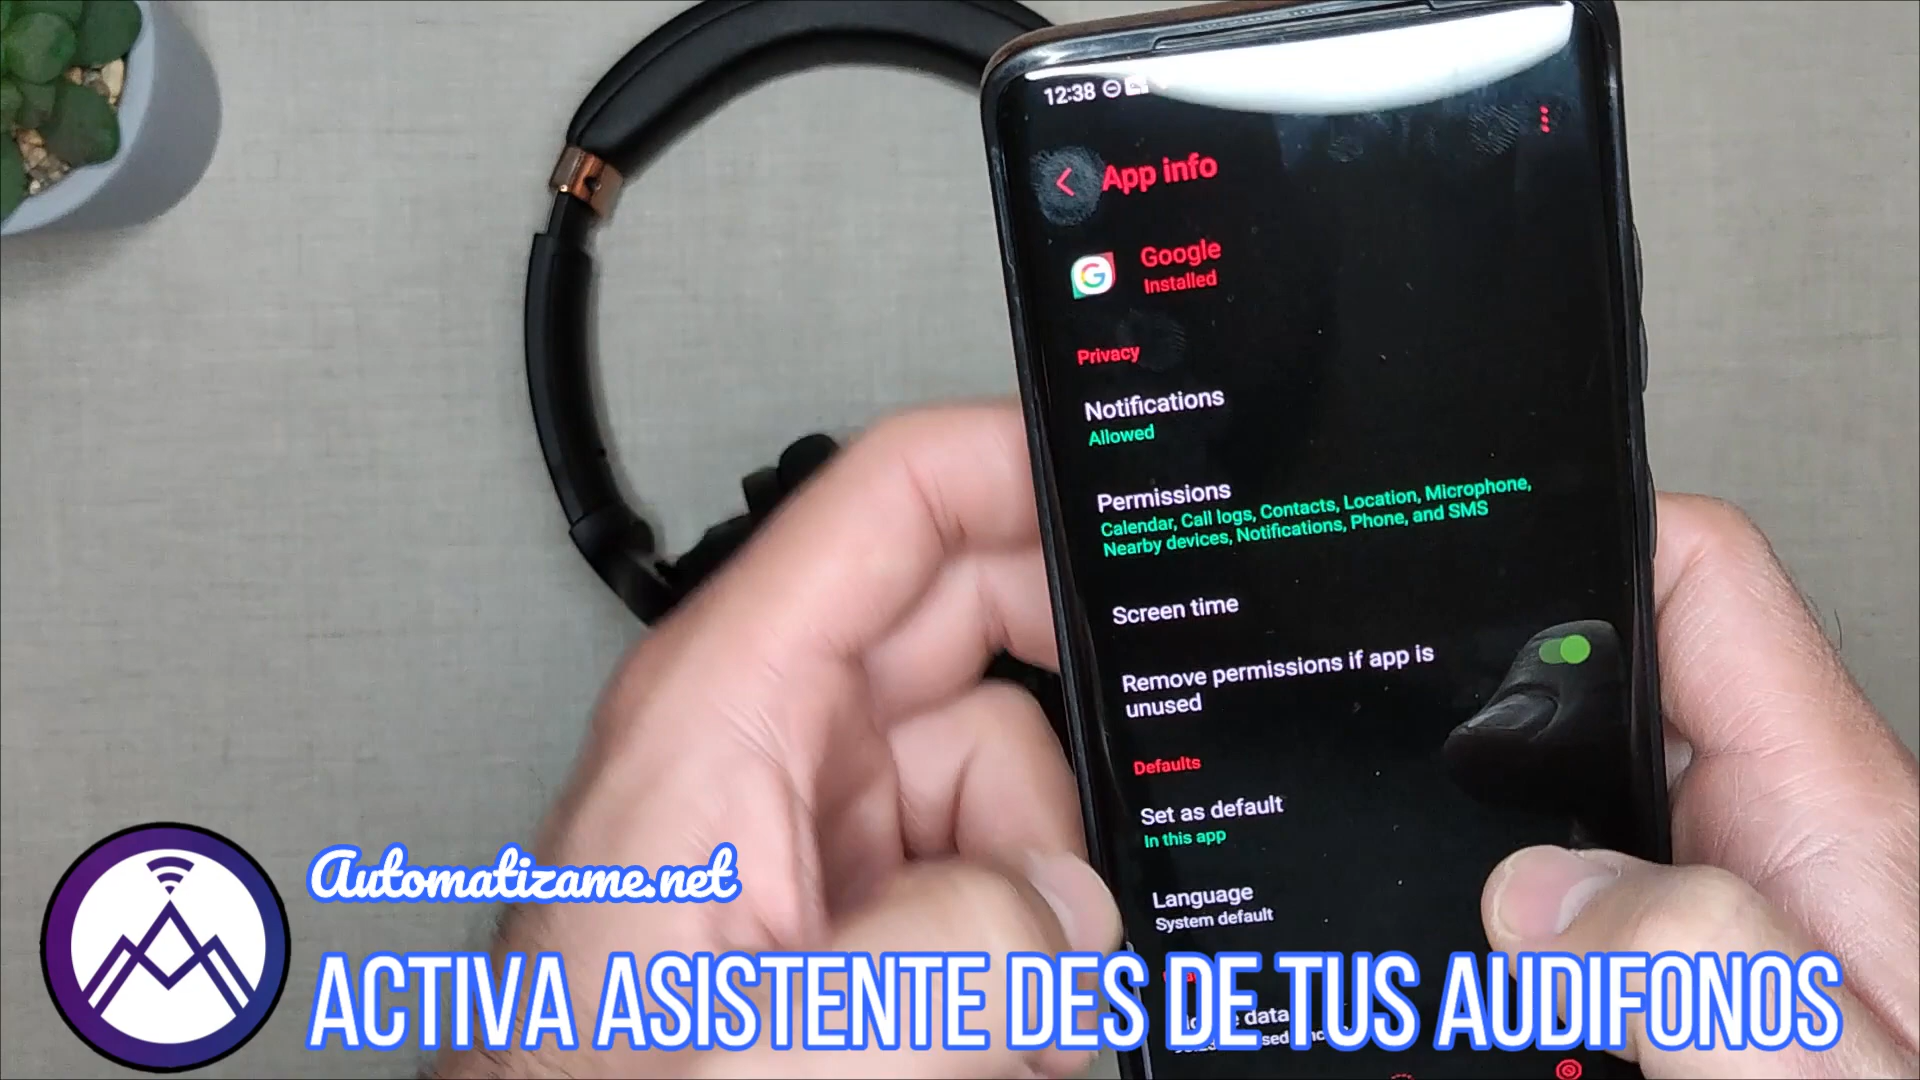 12:38
App info
Google
Installed
Privacy
Notifications
Allowed
Permissions
Calendar, Call logs, Contacts, Location, Microphone,
Nearby devices, Notifications, Phone, and SMS
Screen time
Remove permissions if app is
unused
Defaults
Set as default
In this app
Language
System default
data
Automatizame.net
ACTIVA ASISTENTE DES DE TUS AUDIFONOS